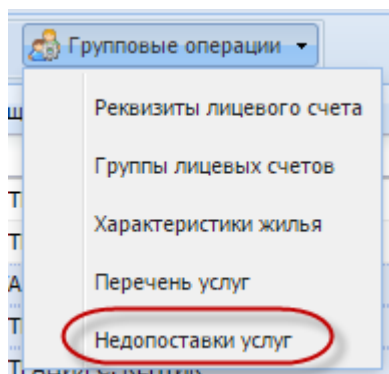 Групповые операции
Реквизиты лицевого счета
Группы лицевых счетов
Характеристики жилья
Перечень услуг
Недопоставки услуг